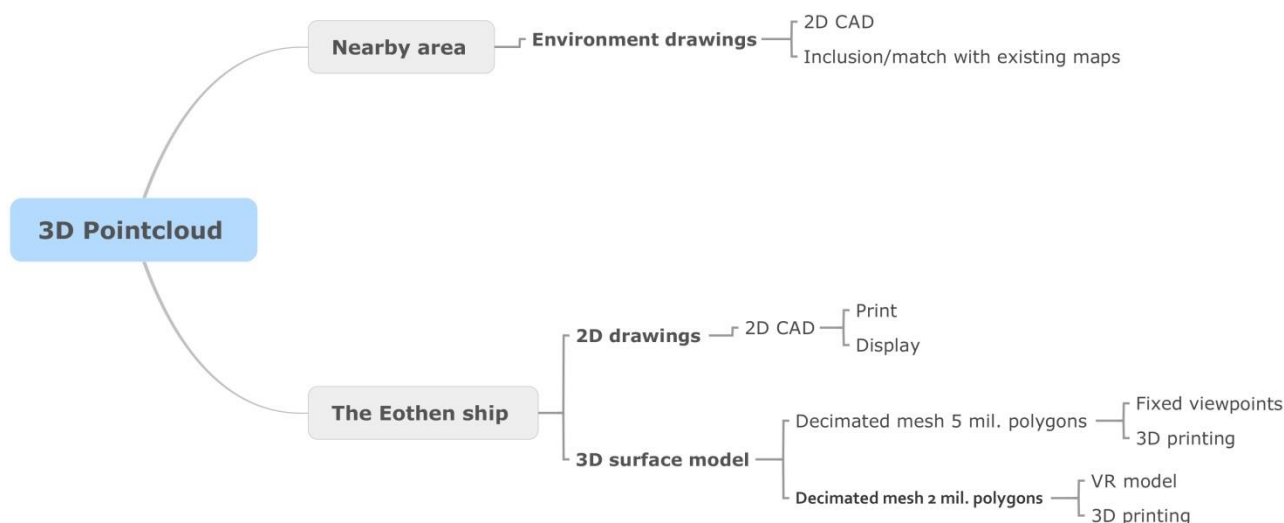 3D Pointcloud
Nearby area
Environment drawings
2D CAD
Inclusion/match with existing maps
The Eothen ship
2D drawings
2D CAD
Print
Display
3D surface model
Decimated mesh 5 mil. polygons
Fixed viewpoints
3D printing
Decimated mesh 2 mil. polygons
VR model
3D printing